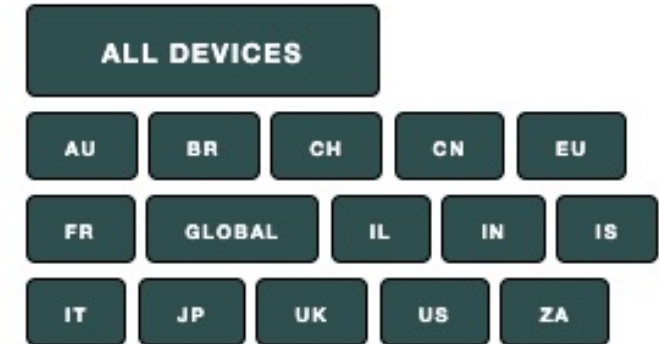 ALL DEVICES
AU BR CH CN EU
FR GLOBAL IL IN IS
IT JP UK US ZA